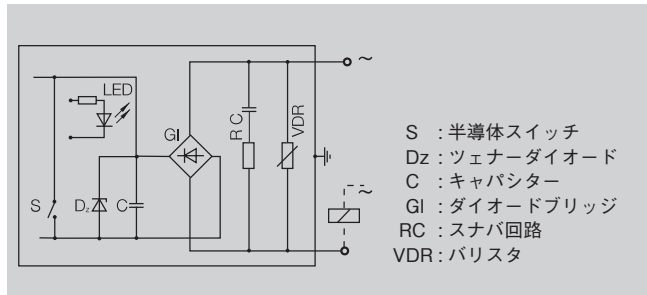 LED
GI
R C
VDR
S
Dz
C
~
~
S : 半導体スイッチ
Dz : ツェナーダイオード
C : キャパシター
GI : ダイオードブリッジ
RC : スナバ回路
VDR : バリスタ